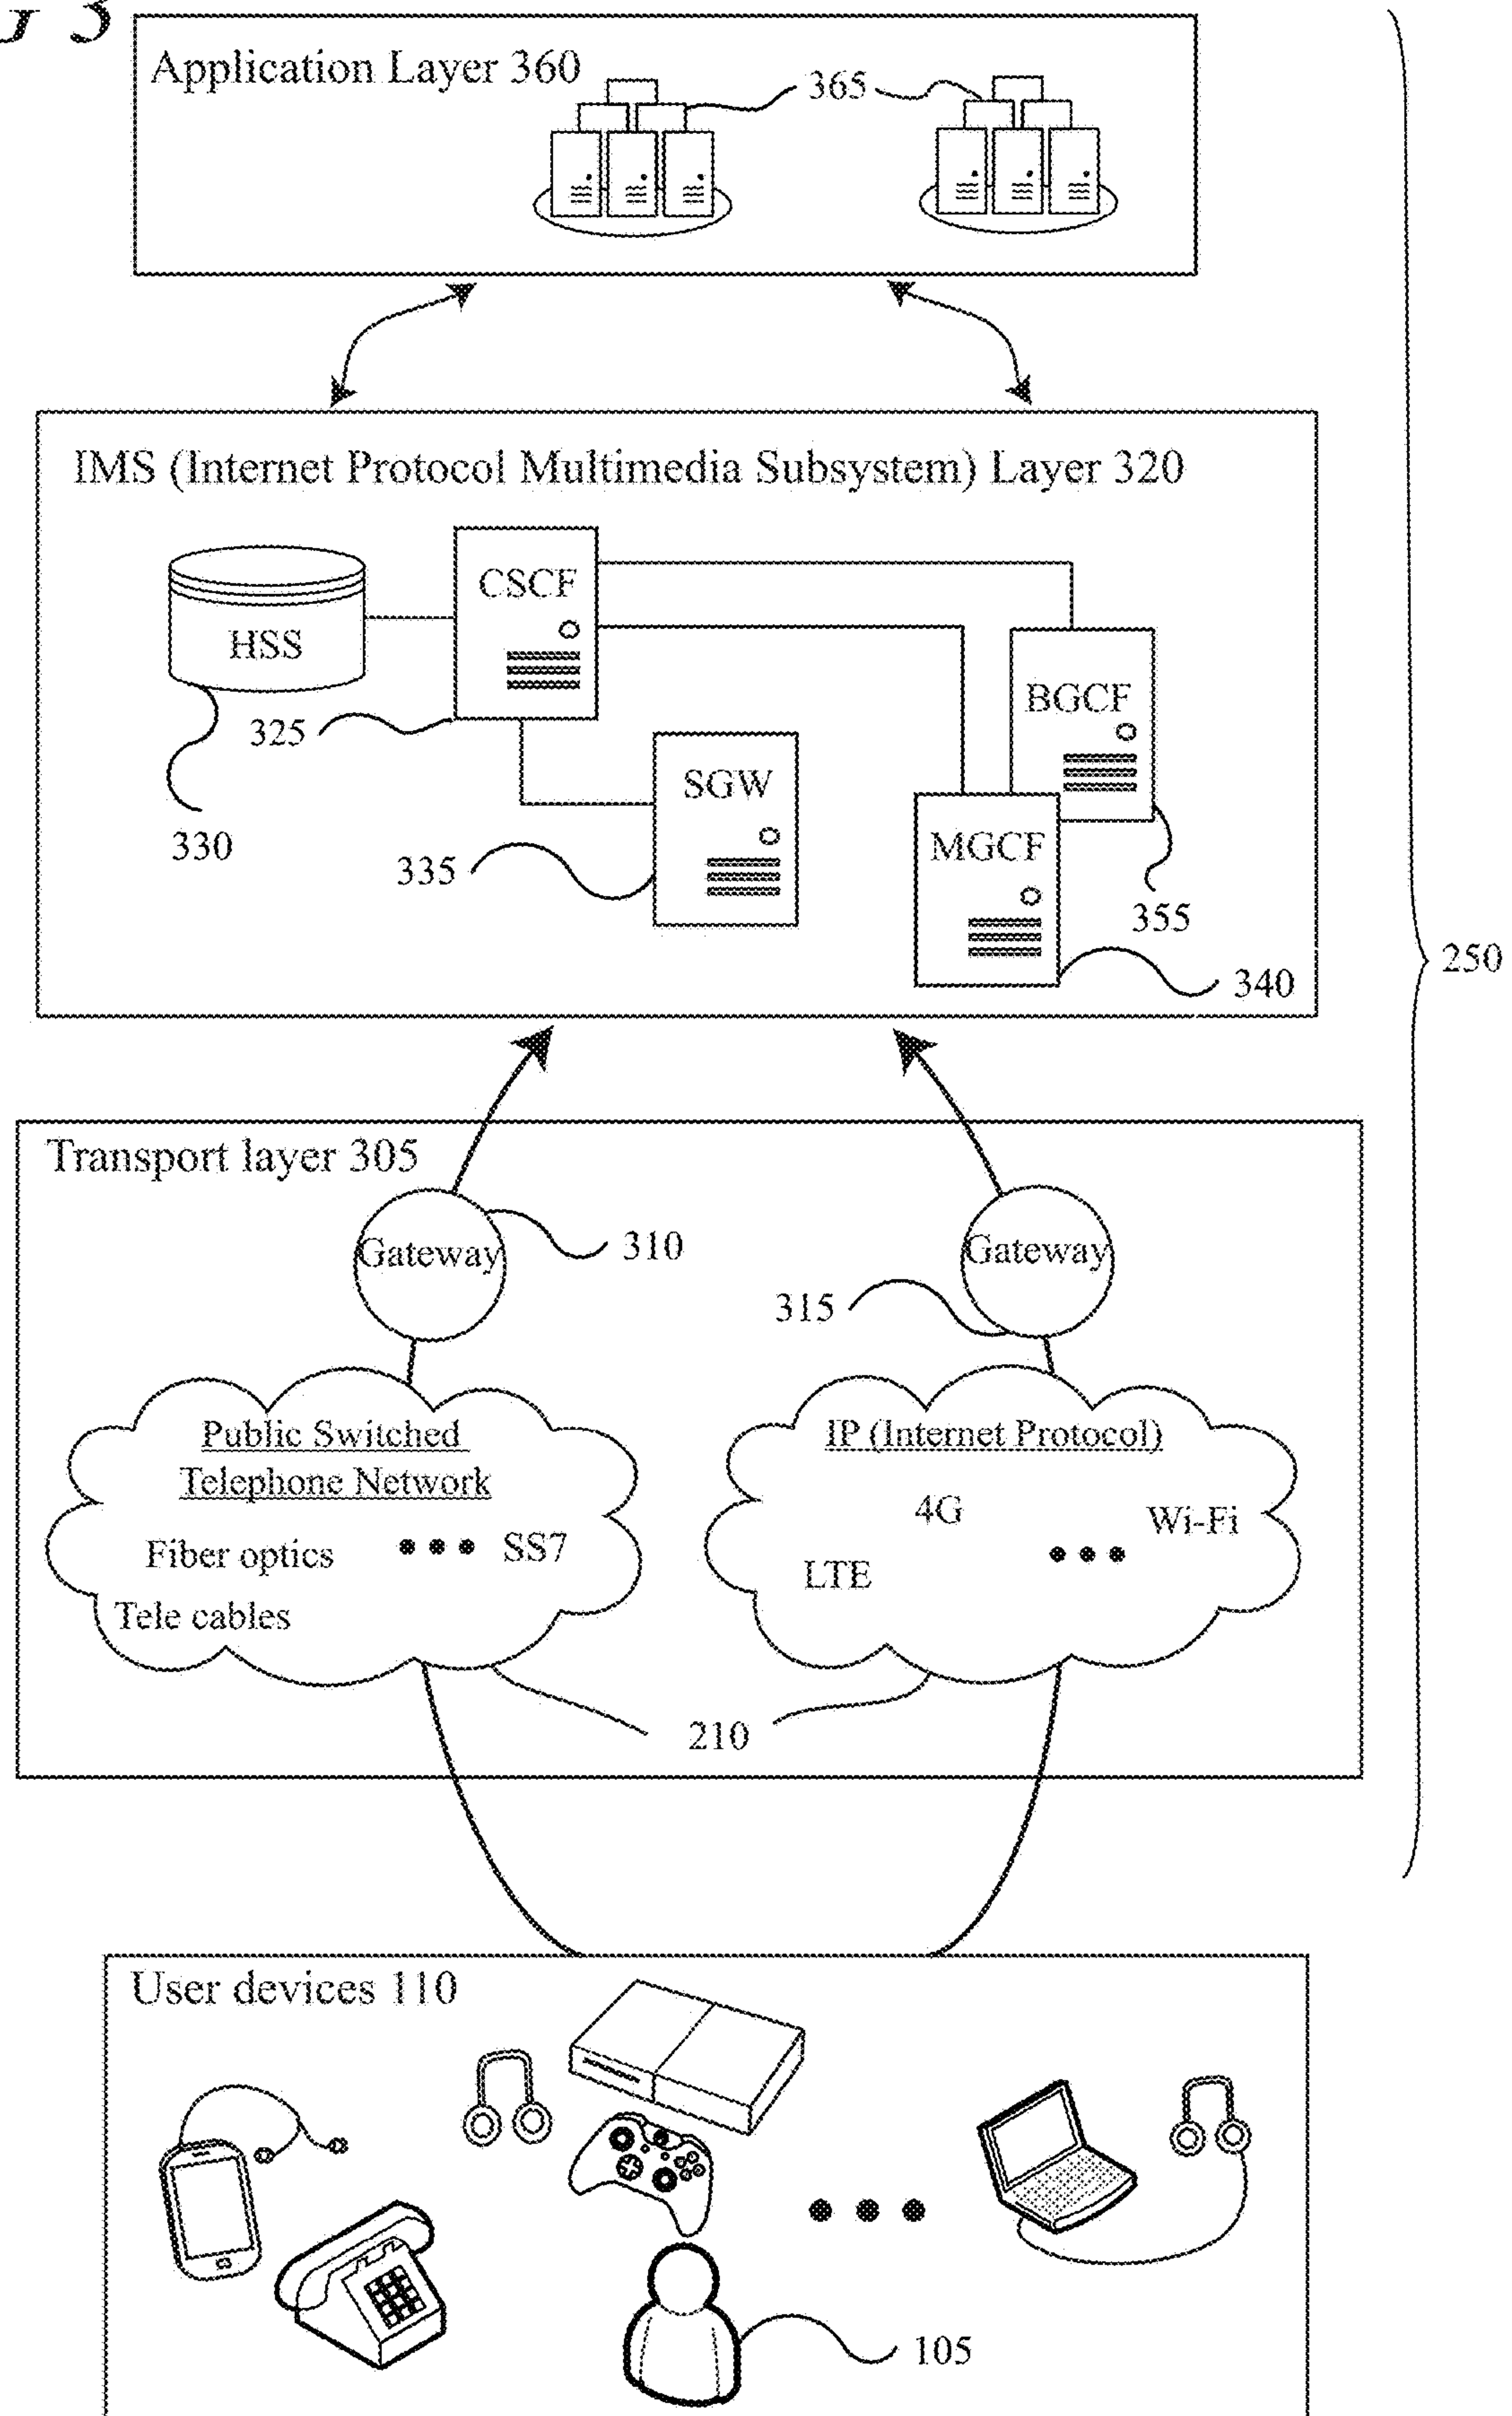 G 3
Application Layer 360
365
IMS (Internet Protocol Multimedia Subsystem) Layer 320
CSCF
HSS
BGCF
325
SGW
330
MGCF
335
355
340
250
Transport layer 305
Gateway
310
Gateway
315
Public Switched
Telephone Network
IP (Internet Protocol)
4G
Wi-Fi
Fiber optics
SS7
LTE
Tele cables
210
User devices 110
105